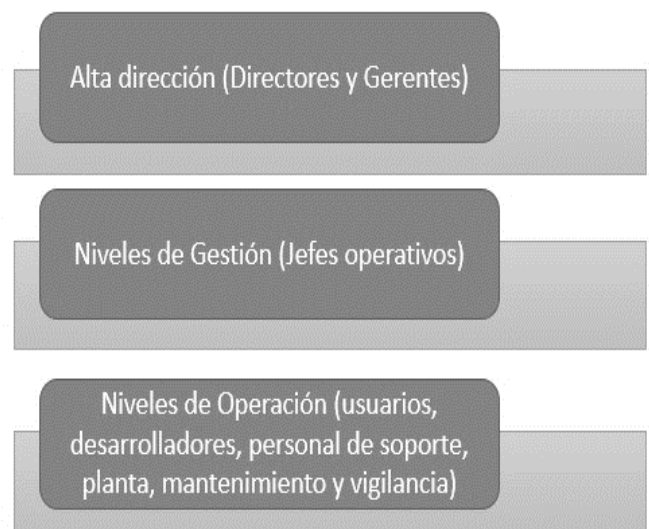 Alta dirección (Directores y Gerentes)
Niveles de Gestión (Jefes operativos)
Niveles de Operación (usuarios,
desarrolladores, personal de soporte,
planta, mantenimiento y vigilancia)